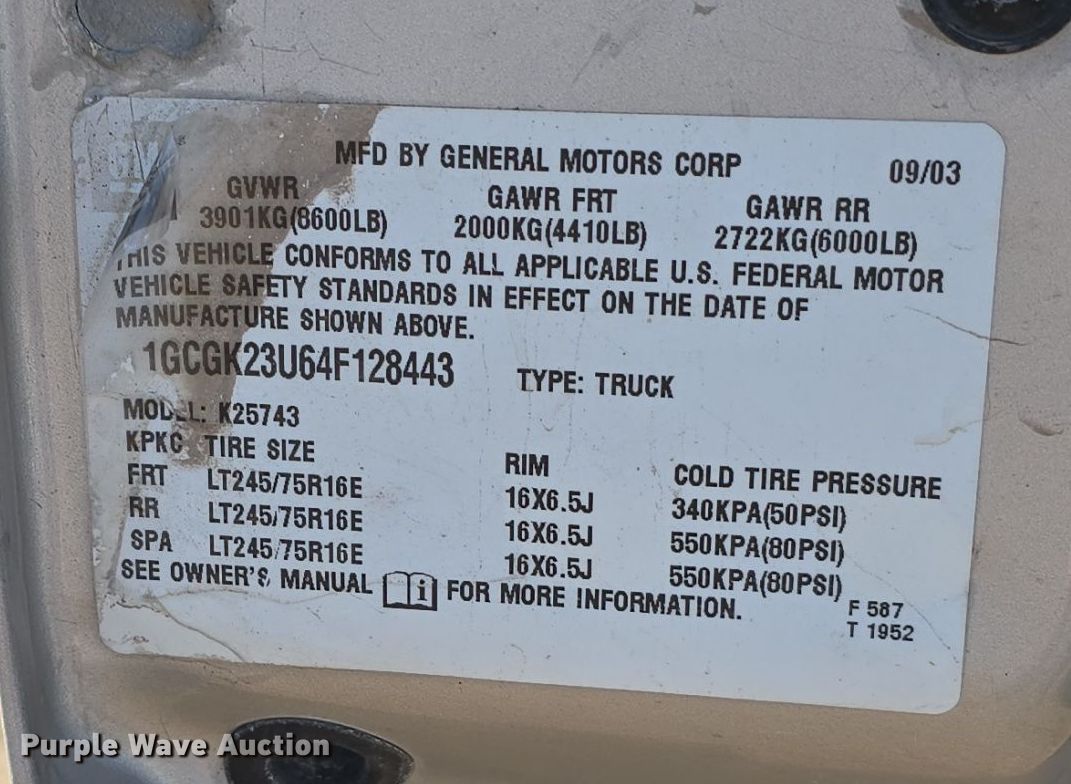 GM
MFD BY GENERAL MOTORS CORP 09/03
GVWR GAWR FRT GAWR RR
3901KG(8600LB) 2000KG(4410LB) 2722KG(6000LB)
THIS VEHICLE CONFORMS TO ALL APPLICABLE U.S. FEDERAL MOTOR
VEHICLE SAFETY STANDARDS IN EFFECT ON THE DATE OF
MANUFACTURE SHOWN ABOVE.
1GCGK23U64F128443 TYPE: TRUCK
MODEL: K25743
KPKC TIRE SIZE RIM COLD TIRE PRESSURE
FRT LT245/75R16E 16X6.5J 340KPA(50PSI)
RR LT245/75R16E 16X6.5J 550KPA(80PSI)
SPA LT245/75R16E 16X6.5J 550KPA(80PSI)
SEE OWNER'S MANUAL i FOR MORE INFORMATION.
F 587
T 1952
Purple Wave Auction